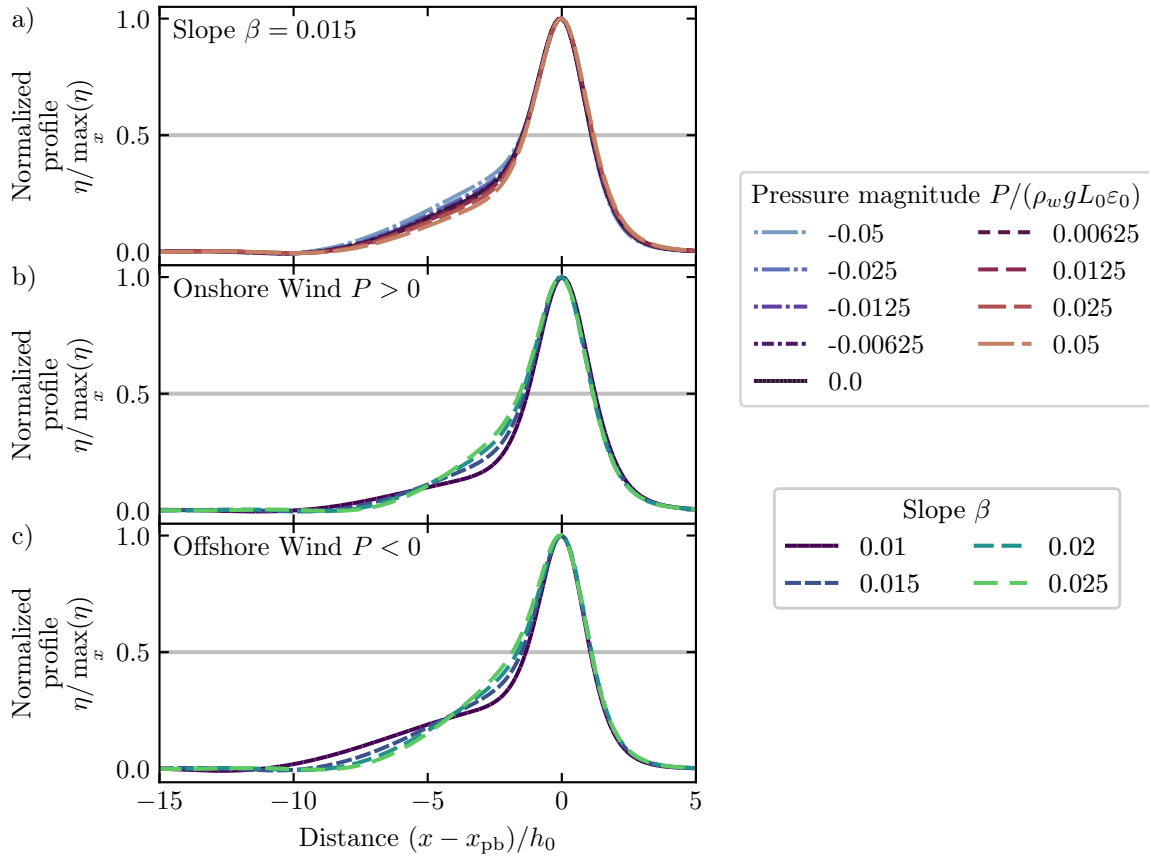 a)
Slope β = 0.015
1.0
0.5
0.0
Normalized
profile
η/ max(η)
x
b)
Onshore Wind P > 0
1.0
0.5
0.0
Normalized
profile
η/ max(η)
x
c)
Offshore Wind P < 0
1.0
0.5
0.0
Normalized
profile
η/ max(η)
x
−15 −10 −5 0 5
Distance (x − x_pb)/h_0
Pressure magnitude P/(ρ_w g L_0 ε_0)
-0.05 0.00625
-0.025 0.0125
-0.0125 0.025
-0.00625 0.05
0.0
Slope β
0.01 0.02
0.015 0.025